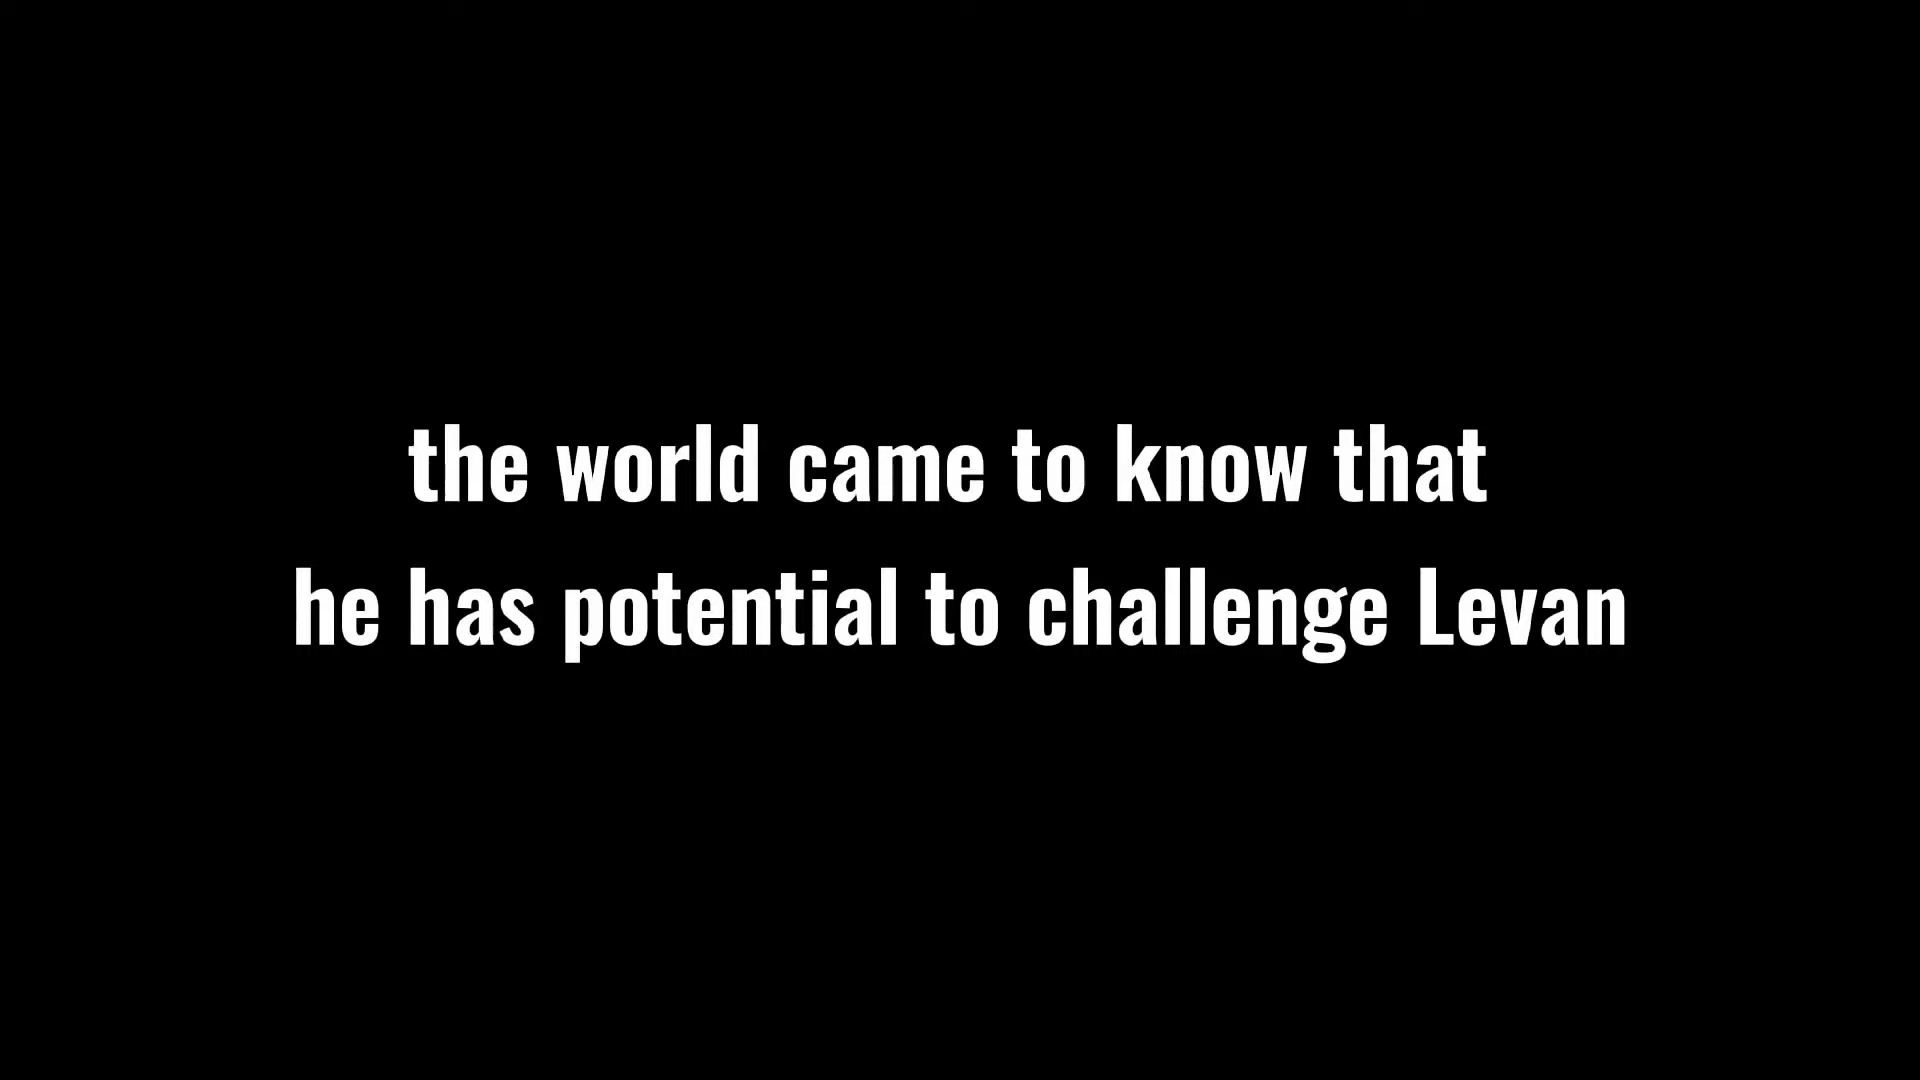 the world came to know that
he has potential to challenge Levan